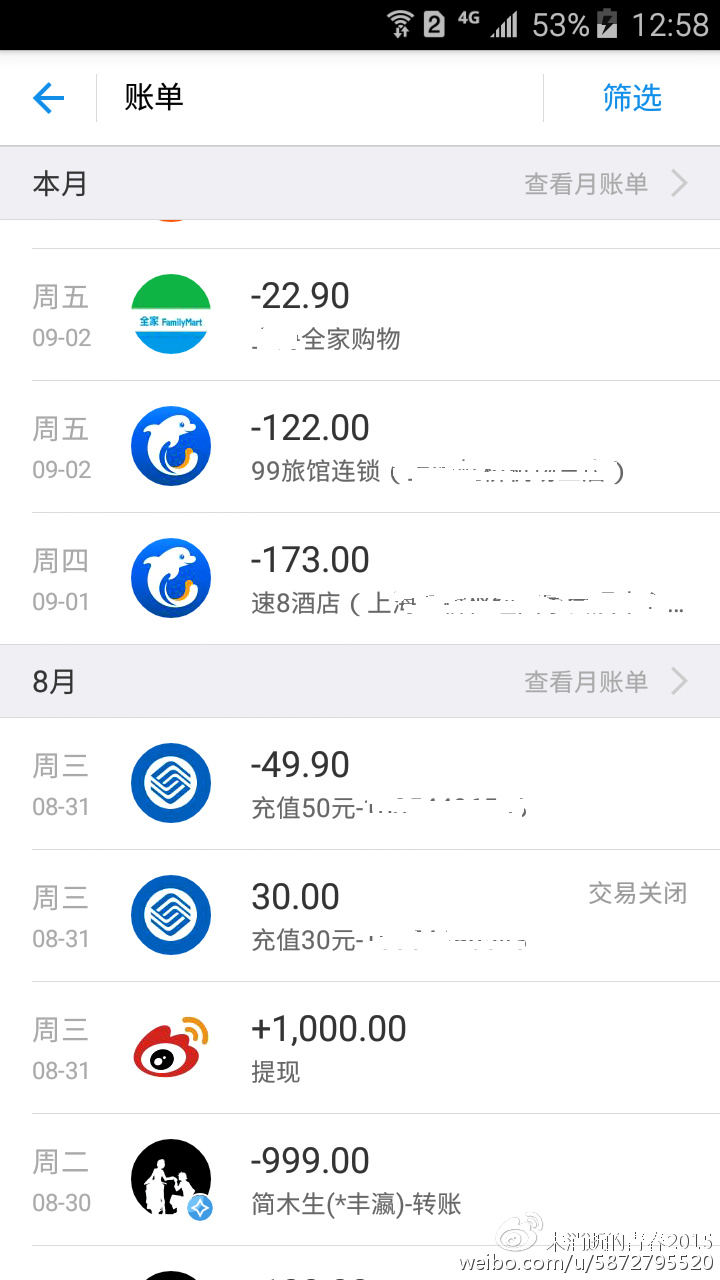 2 4G 53% 12:58
账单 筛选
本月 查看月账单
周五 -22.90
全家 FamilyMart
09-02 全家购物
周五 -122.00
09-02 99旅馆连锁（ 店）
周四 -173.00
09-01 速8酒店（上海 ...
8月 查看月账单
周三 -49.90
08-31 充值50元-
周三 30.00 交易关闭
08-31 充值30元-
周三 +1,000.00
08-31 提现
周二 -999.00
08-30 简木生(*丰瀛)-转账
未消逝的青春2015
weibo.com/u/5872795520